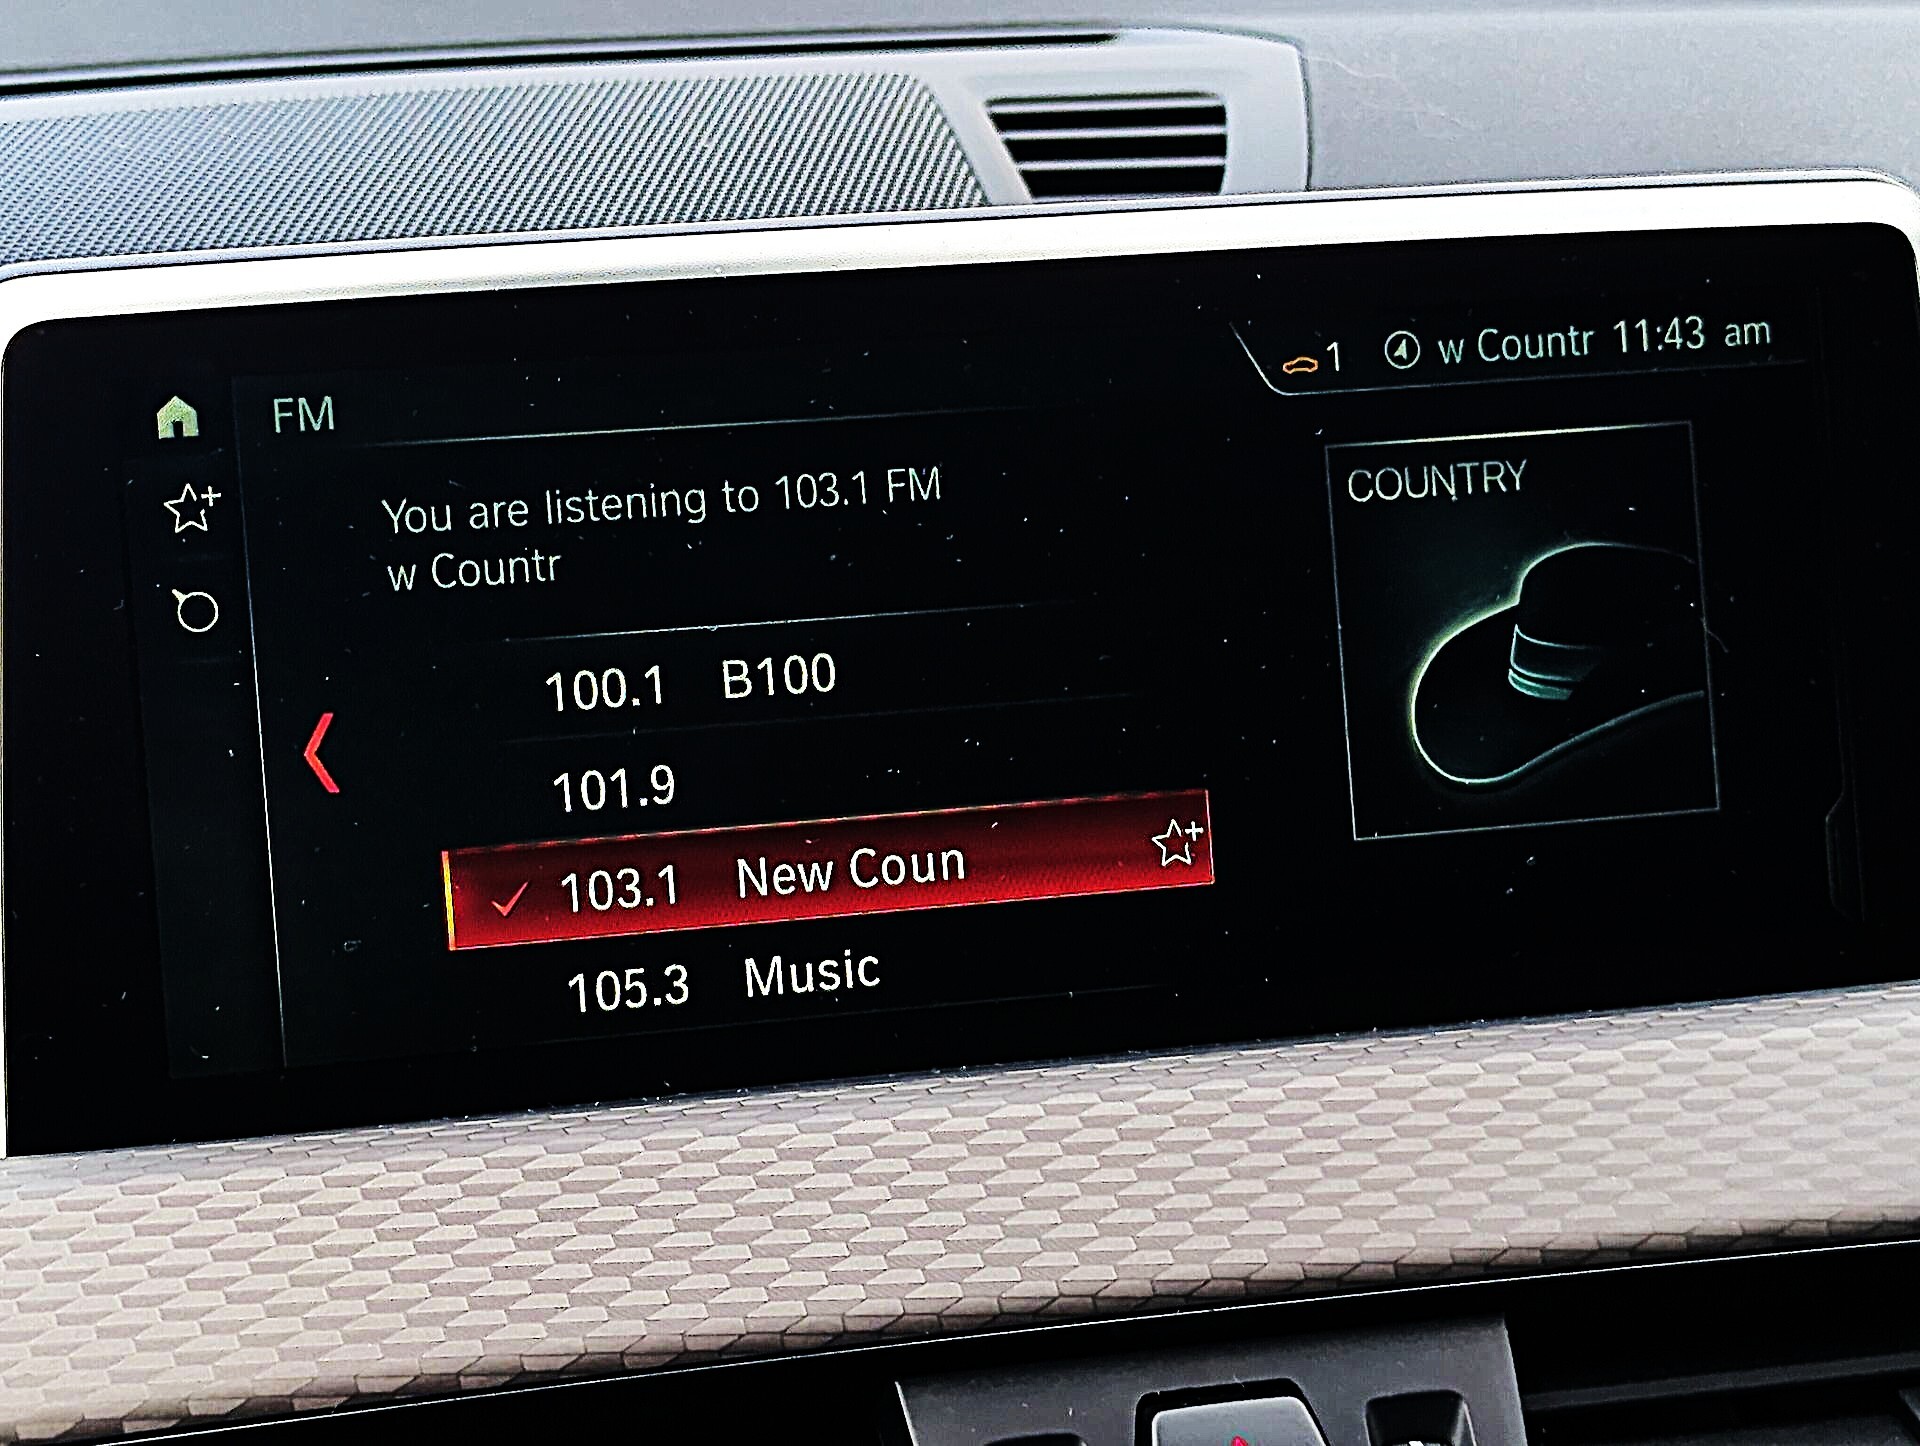 1 w Countr 11:43 am
FM
You are listening to 103.1 FM
w Countr
COUNTRY
100.1 B100
101.9
103.1 New Coun
105.3 Music